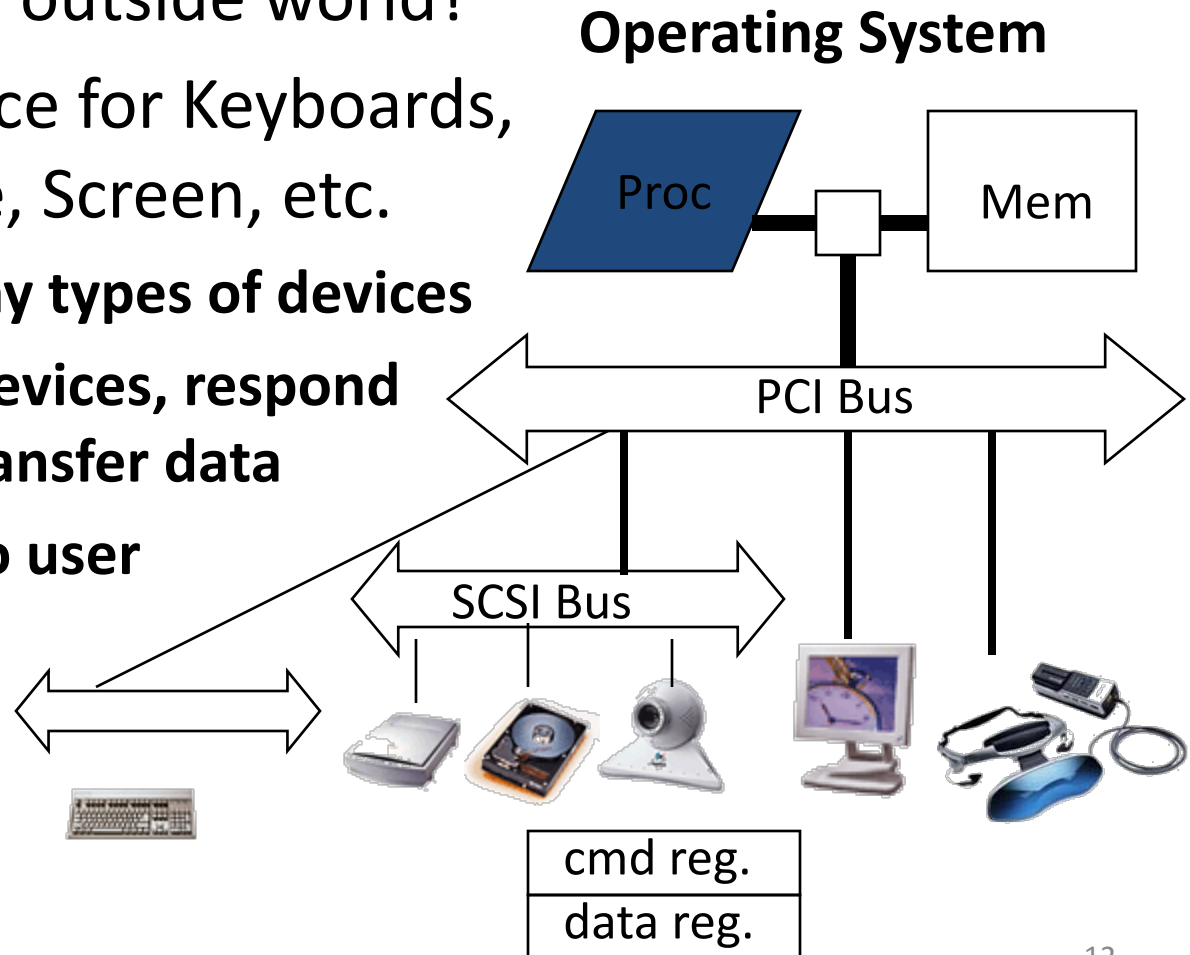 outside world?
Operating System
ce for Keyboards,
, Screen, etc.
Proc
Mem
y types of devices
evices, respond
ansfer data
user
PCI Bus
SCSI Bus
cmd reg.
data reg.